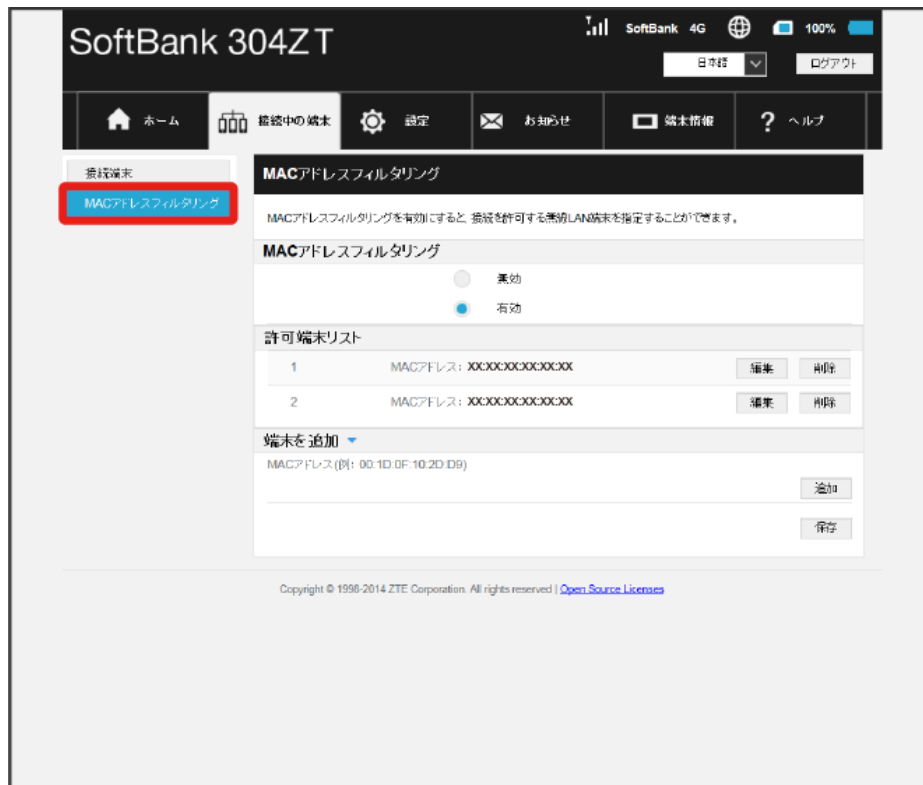 SoftBank 304ZT
SoftBank 4G 100%
日本語 ログアウト
ホーム 接続中の端末 設定 お知らせ 端末情報 ? ヘルプ
接続端末
MACアドレスフィルタリング
MACアドレスフィルタリング
MACアドレスフィルタリングを有効にすると、接続を許可する無線LAN端末を指定することができます。
MACアドレスフィルタリング
無効
有効
許可端末リスト
1 MACアドレス: XX:XX:XX:XX:XX:XX 編集 削除
2 MACアドレス: XX:XX:XX:XX:XX:XX 編集 削除
端末を追加
MACアドレス(例: 00:1D:0F:10:2D:D9)
追加
保存
Copyright © 1998-2014 ZTE Corporation. All rights reserved | Open Source Licenses